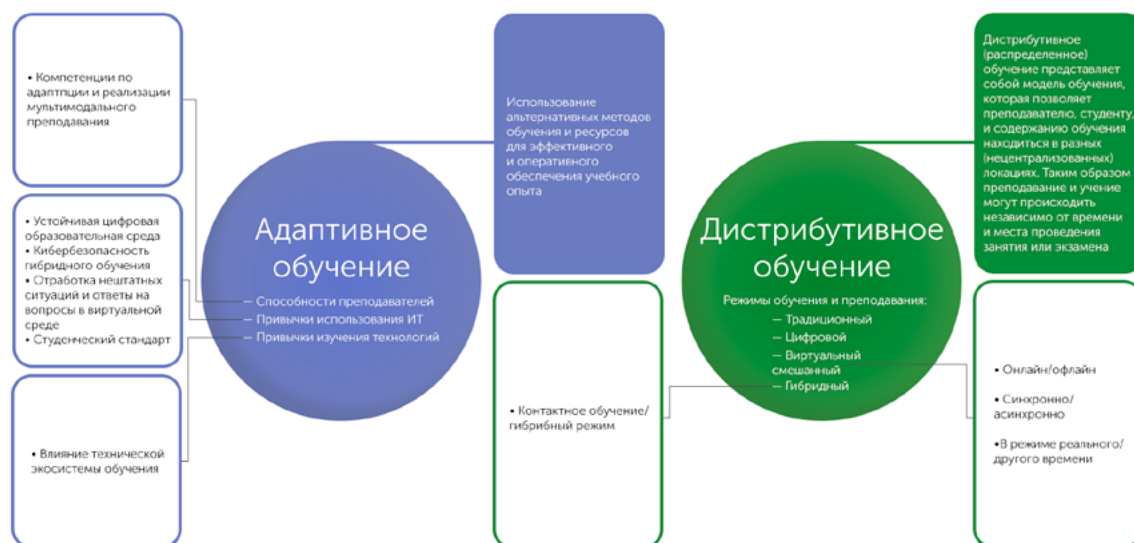 • Компетенции по
адатпции и реализации
мультимодального
преподавания
• Устойчивая цифровая
образовательная среда
• Кибербезопасность
гибридного обучения
• Отработка нештатных
ситуаций и ответы на
вопросы в виртуальной
среде
• Студенческий стандарт
• Влияние технической
экосистемы обучения
Адаптивное
обучение
— Способности преподавателей
— Привычки использования ИТ
— Привычки изучения технологий
Использование
альтернативных методов
обучения и ресурсов
для эффективного
и оперативного
обеспечения учебного
опыта
• Контактное обучение/
гибрибный режим
Дистрибутивное
обучение
Режимы обучения и преподавания:
— Традиционный
— Цифровой
— Виртуальный
смешанный
— Гибридный
Дистрибутивное
(распределенное)
обучение представляет
собой модель обучения,
которая позволяет
преподавателю, студенту,
и содержанию обучения
находиться в разных
(нецентрализованных)
локациях. Таким образом
преподавание и учение
могут происходить
независимо от времени
и места проведения
занятия или экзамена
• Онлайн/офлайн
• Синхронно/
асинхронно
•В режиме реального/
другого времени